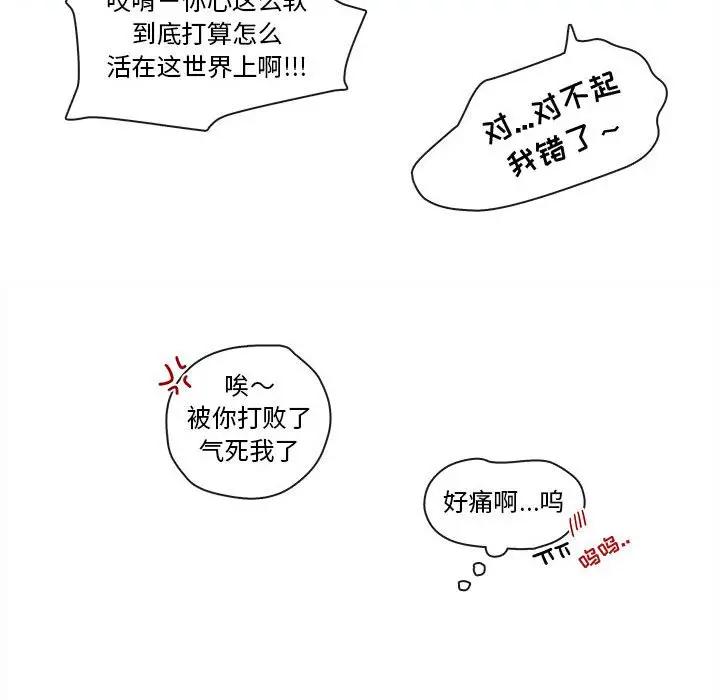 哎唷－你心这么软
到底打算怎么
活在这世界上啊!!!
对...对不起
我错了～
唉～
被你打败了
气死我了
好痛啊...呜
ㅠㅠ
呜呜..